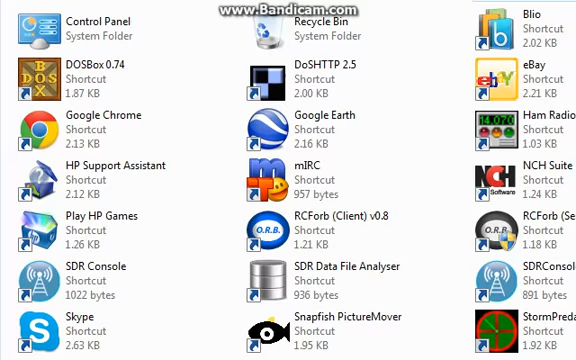 www.Bandicam.com
Control Panel
System Folder
Recycle Bin
System Folder
Blio
Shortcut
2.02 KB
DOSBox 0.74
Shortcut
1.87 KB
DoSHTTP 2.5
Shortcut
2.00 KB
eBay
Shortcut
2.21 KB
Google Chrome
Shortcut
2.13 KB
Google Earth
Shortcut
2.16 KB
14.070
Ham Radio
Shortcut
1.03 KB
HP Support Assistant
Shortcut
2.12 KB
mIRC
Shortcut
957 bytes
NCH Software
NCH Suite
Shortcut
1.24 KB
Play HP Games
Shortcut
1.26 KB
O.R.B.
RCForb (Client) v0.8
Shortcut
1.21 KB
O.R.B.
RCForb (Se
Shortcut
1.18 KB
SDR Console
Shortcut
1022 bytes
SDR Data File Analyser
Shortcut
936 bytes
SDRConsol
Shortcut
891 bytes
Skype
Shortcut
2.63 KB
Snapfish PictureMover
Shortcut
1.95 KB
StormPreda
Shortcut
1.92 KB